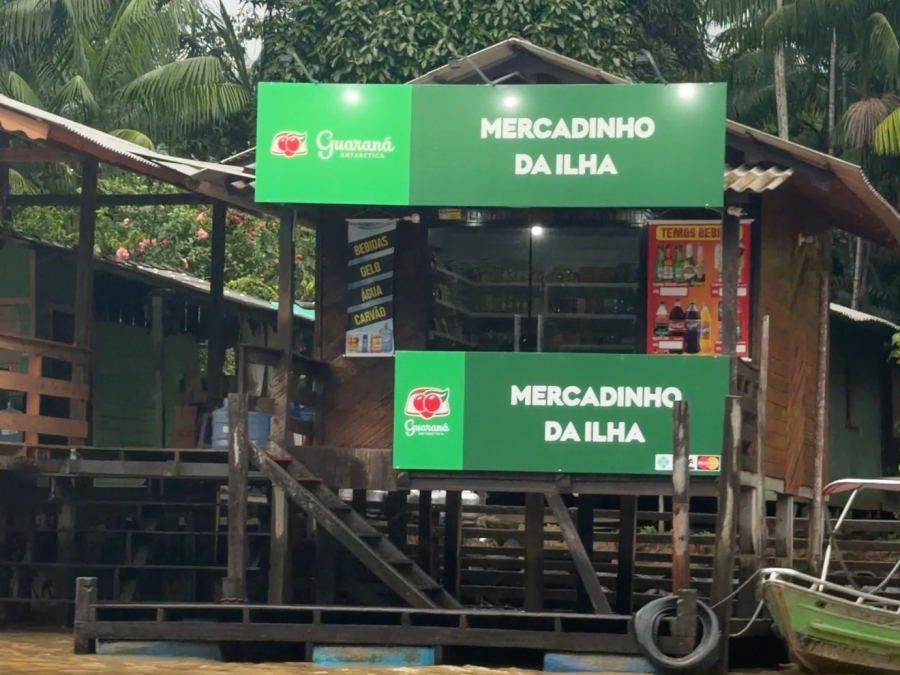 Guaraná
ANTARCTICA
MERCADINHO
DA ILHA
BEBIDAS
GELO
ÁGUA
CARVÃO
TEMOS BEBI
Guaraná
ANTARCTICA
MERCADINHO
DA ILHA